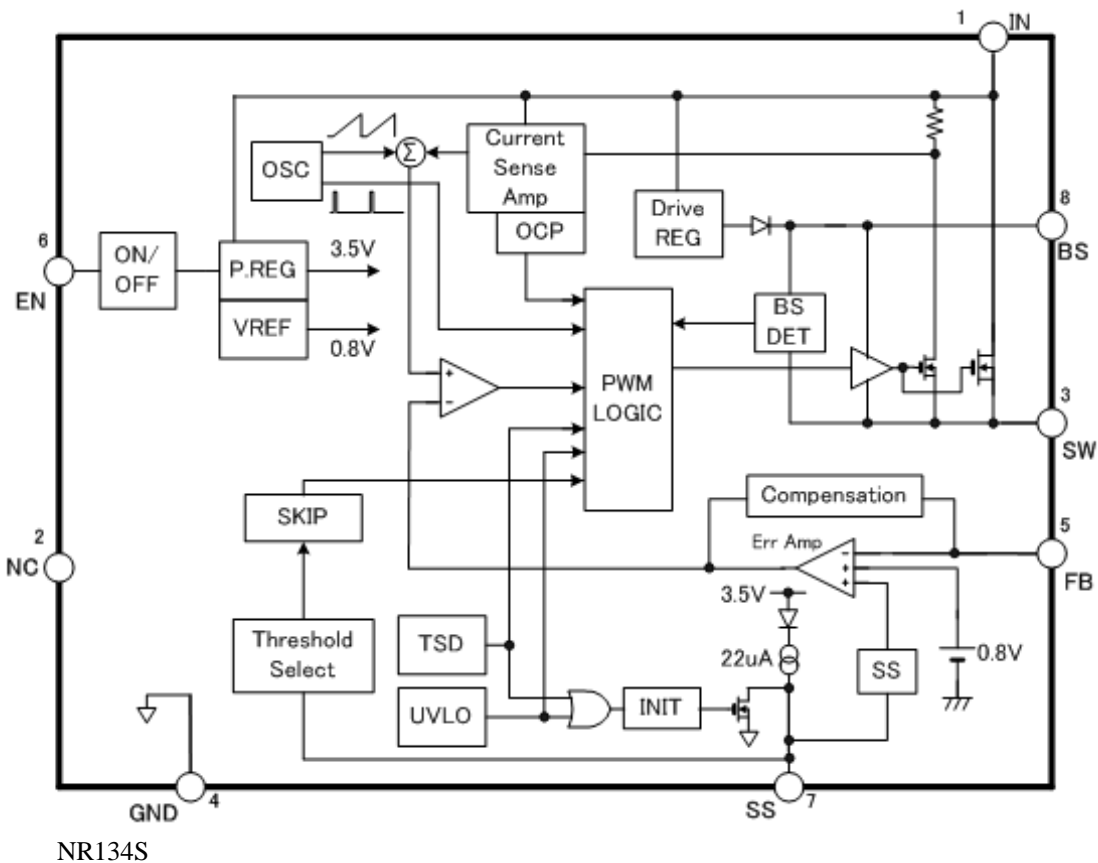 1
IN
Σ
OSC
Current
Sense
Amp
OCP
Drive
REG
8
BS
6
EN
ON/
OFF
P.REG
3.5V
VREF
0.8V
BS
DET
+
−
PWM
LOGIC
3
SW
SKIP
Compensation
2
NC
Err Amp
−
+
+
5
FB
3.5V
Threshold
Select
TSD
22uA
SS
0.8V
UVLO
INIT
GND
4
SS
7
NR134S